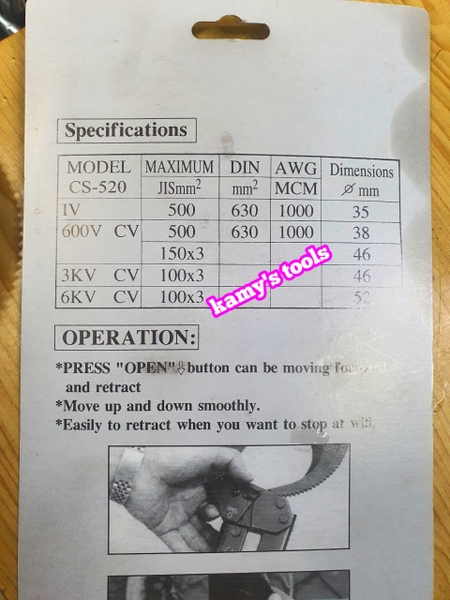 Specifications
MODEL CS-520 MAXIMUM JISmm² DIN mm² AWG MCM Dimensions ⌀ mm
IV 500 630 1000 35
600V CV 500 630 1000 38
150x3 46
3KV CV 100x3 46
6KV CV 100x3 52
kamy's tools
OPERATION:
*PRESS "OPEN"⇩button can be moving forward
and retract
*Move up and down smoothly.
*Easily to retract when you want to stop at will.